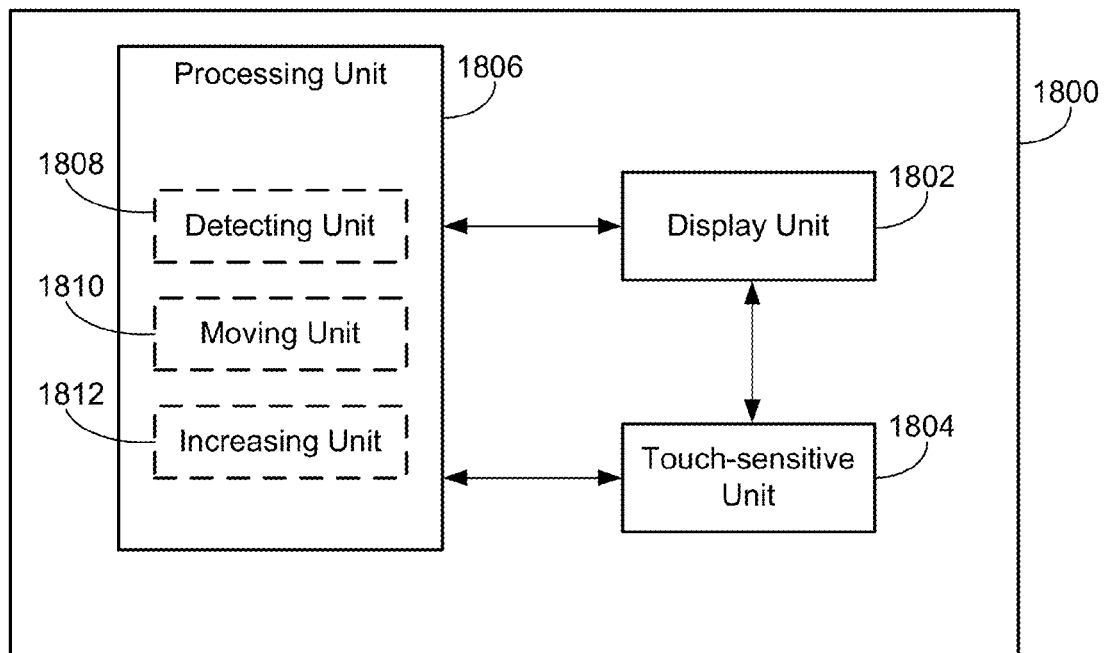 Processing Unit
1806
1800
1808
1802
Detecting Unit
Display Unit
1810
Moving Unit
1812
1804
Increasing Unit
Touch-sensitive
Unit